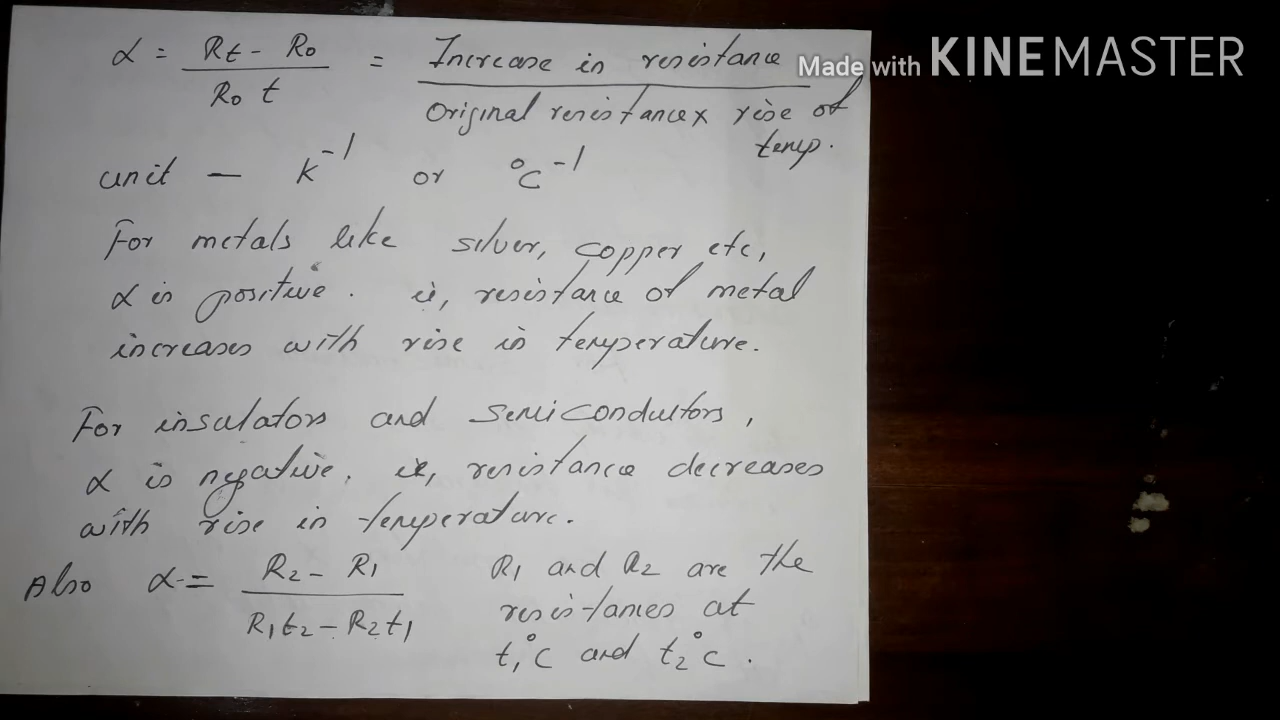 α = Rt - R0 / R0 t = Increase in resistance / Original resistance x rise of temp.
Made with KINEMASTER
unit — K⁻¹ or °C⁻¹
For metals like silver, copper etc,
α is positive. ie, resistance of metal
increases with rise in temperature.
For insulators and semiconductors,
α is negative. ie, resistance decreases
with rise in temperature.
Also α = R2 - R1 / R1t2 - R2t1
R1 and R2 are the
resistances at
t1°C and t2°C.